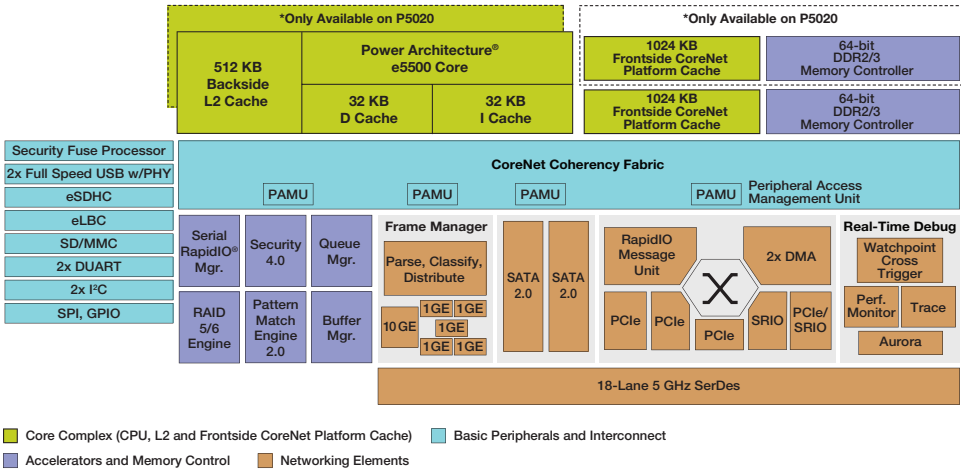 *Only Available on P5020
*Only Available on P5020
512 KB
Backside
L2 Cache
Power Architecture®
e5500 Core
32 KB
D Cache
32 KB
I Cache
1024 KB
Frontside CoreNet
Platform Cache
64-bit
DDR2/3
Memory Controller
1024 KB
Frontside CoreNet
Platform Cache
64-bit
DDR2/3
Memory Controller
Security Fuse Processor
2x Full Speed USB w/PHY
eSDHC
eLBC
SD/MMC
2x DUART
2x I²C
SPI, GPIO
CoreNet Coherency Fabric
PAMU
PAMU
PAMU
PAMU
Peripheral Access
Management Unit
Serial
RapidIO®
Mgr.
Security
4.0
Queue
Mgr.
RAID
5/6
Engine
Pattern
Match
Engine
2.0
Buffer
Mgr.
Frame Manager
Parse, Classify,
Distribute
10 GE
1GE
1GE
1GE
1GE
1GE
SATA
2.0
SATA
2.0
RapidIO
Message
Unit
2x DMA
PCIe
PCIe
PCIe
SRIO
PCIe/
SRIO
Real-Time Debug
Watchpoint
Cross
Trigger
Perf.
Monitor
Trace
Aurora
18-Lane 5 GHz SerDes
Core Complex (CPU, L2 and Frontside CoreNet Platform Cache)
Basic Peripherals and Interconnect
Accelerators and Memory Control
Networking Elements